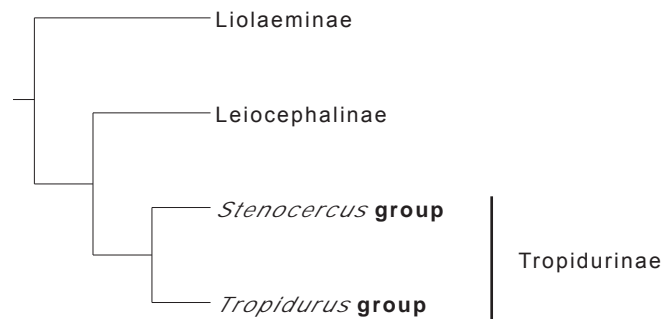 Liolaeminae
Leiocephalinae
Stenocercus group
Tropidurinae
Tropidurus group